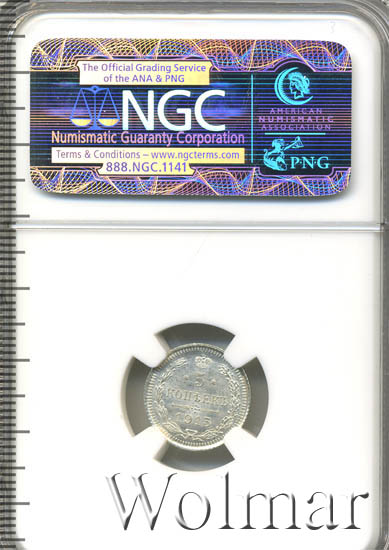 The Official Grading Service
of the ANA & PNG
NGC
Numismatic Guaranty Corporation
Terms & Conditions – www.ngcterms.com
888.NGC.1141
AMERICAN
NUMISMATIC
ASSOCIATION
P·N·G
5
КОПѢЕКЪ
Wolmar